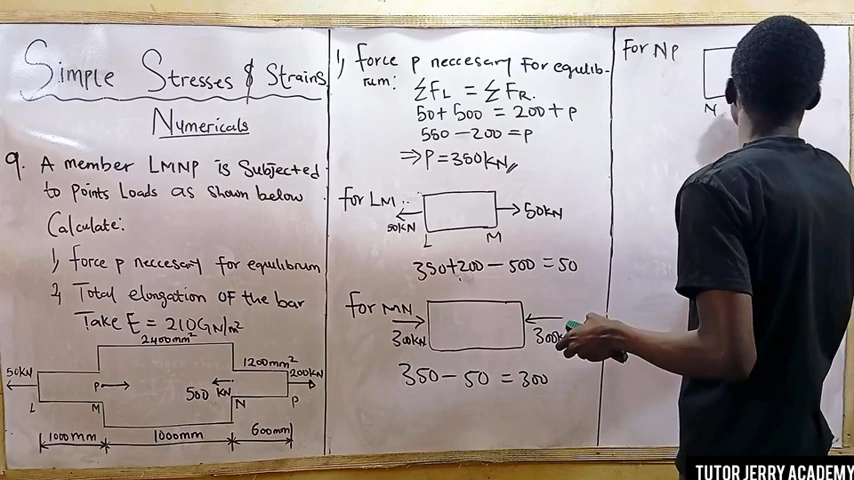 Simple Stresses & Strains
Numericals
9. A member LMNP is Subjected
to points Loads as shown below
Calculate:
1) force p neccesary for equlibrum
2, Total elongation of the bar
Take E = 210GN/m²
2400mm²
1200mm²
50KN
200KN
P
500 KN
L
M
N
P
1000mm
1000mm
600mm
1, force p neccesary for equlib-
rum:
∑FL = ∑FR.
50+500 = 200+P
550-200=P
⇒P=350KN
for LM
50KN
50KN
L
M
350+200-500=50
for MN
300KN
350-50=300
for NP
N
TUTOR JERRY ACADEMY